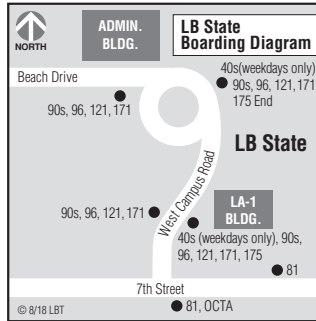 NORTH
ADMIN.
BLDG.
LB State
Boarding Diagram
Beach Drive
40s(weekdays only)
90s, 96, 121, 171
175 End
90s, 96, 121, 171
LB State
West Campus Road
LA-1
BLDG.
90s, 96, 121, 171
40s (weekdays only), 90s,
96, 121, 171, 175
81
7th Street
© 8/18 LBT
81, OCTA